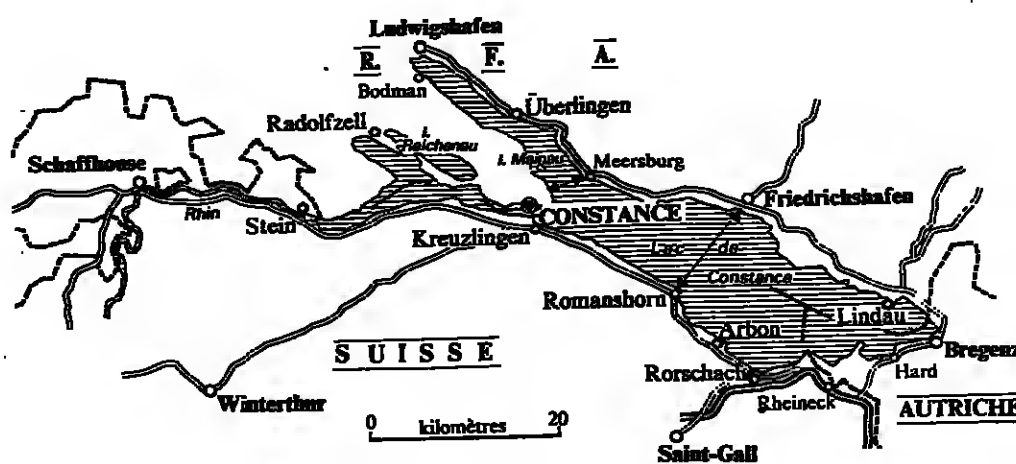 Ludwigshafen
R. F. A.
Bodman
Überlingen
Radolfzell
I. Reichenau
I. Mainau
Meersburg
Schaffhouse
Friedrichshafen
Rhin
Stein
CONSTANCE
Kreuzlingen
Lac de
Constance
Romanshorn
Lindau
Arbon
SUISSE
Bregenz
Rorschach
Hard
Winterthur
0 20
kilomètres
Rheineck
AUTRICHE
Saint-Gall